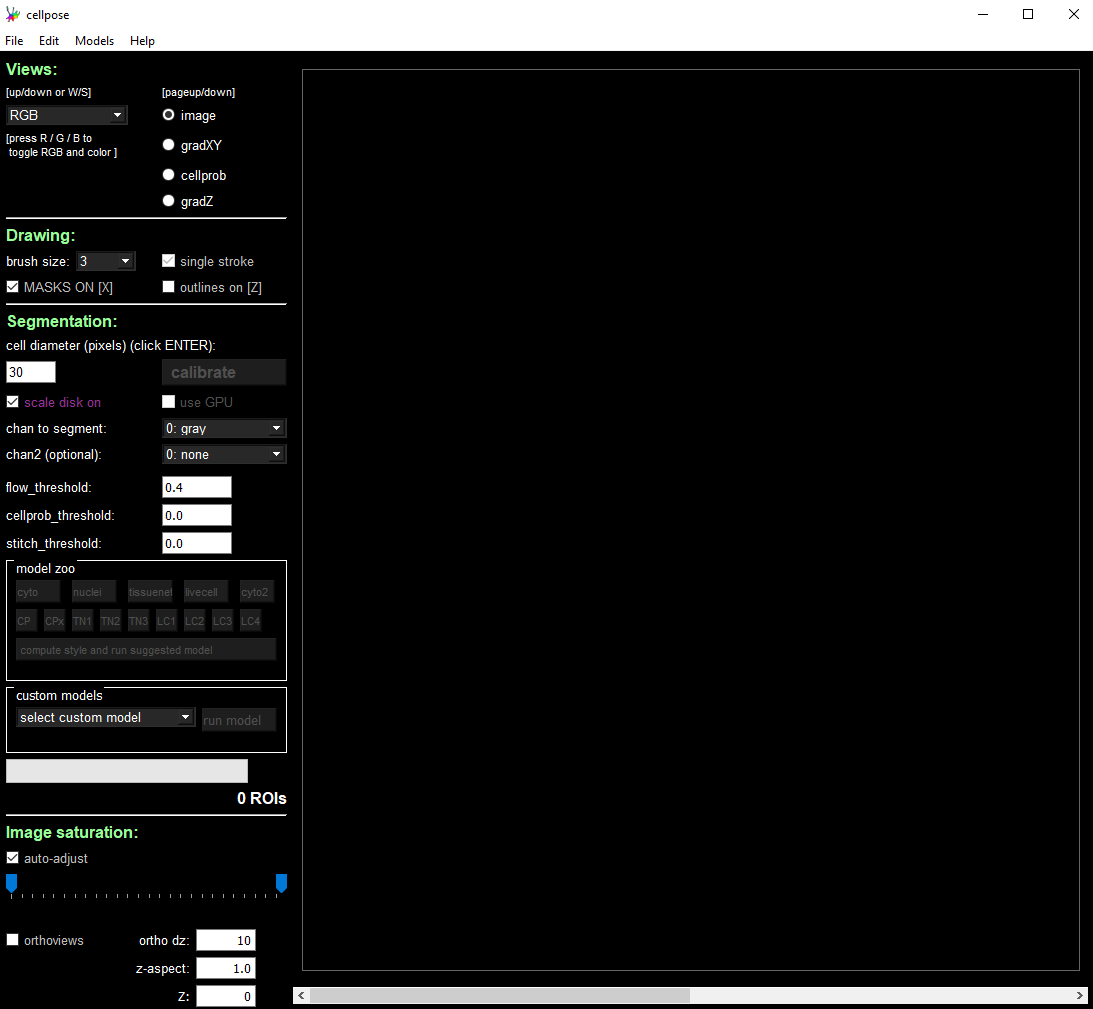 cellpose
File Edit Models Help
Views:
[up/down or W/S] [pageup/down]
RGB
image
[press R / G / B to
toggle RGB and color ]
gradXY
cellprob
gradZ
Drawing:
brush size: 3 single stroke
MASKS ON [X] outlines on [Z]
Segmentation:
cell diameter (pixels) (click ENTER):
30 calibrate
scale disk on use GPU
chan to segment: 0: gray
chan2 (optional): 0: none
flow_threshold: 0.4
cellprob_threshold: 0.0
stitch_threshold: 0.0
model zoo
cyto nuclei tissuenet livecell cyto2
CP CPx TN1 TN2 TN3 LC1 LC2 LC3 LC4
compute style and run suggested model
custom models
select custom model run model
0 ROIs
Image saturation:
auto-adjust
orthoviews ortho dz: 10
z-aspect: 1.0
Z: 0